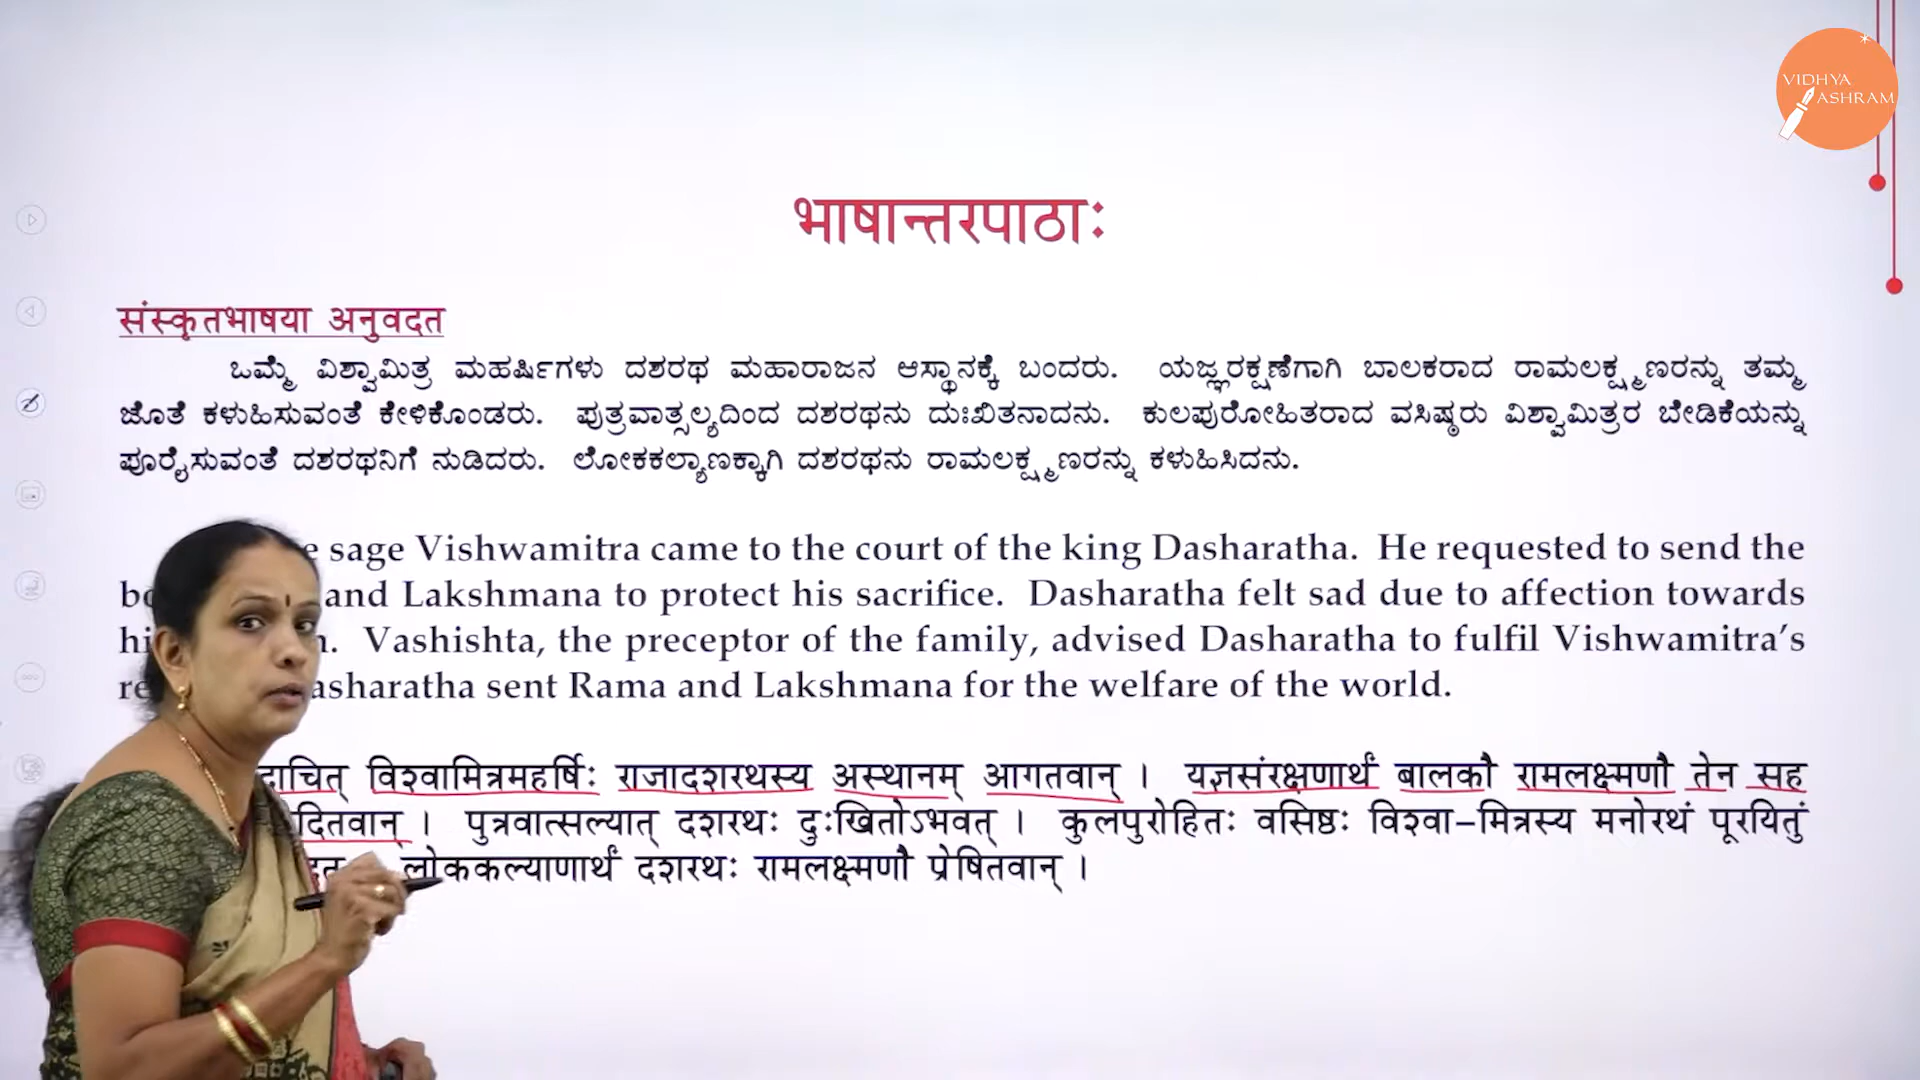 VIDHYA
ASHRAM
भाषान्तरपाठाः
संस्कृतभाषया अनुवदत
ಒಮ್ಮೆ ವಿಶ್ವಾಮಿತ್ರ ಮಹರ್ಷಿಗಳು ದಶರಥ ಮಹಾರಾಜನ ಆಸ್ಥಾನಕ್ಕೆ ಬಂದರು. ಯಜ್ಞರಕ್ಷಣೆಗಾಗಿ ಬಾಲಕರಾದ ರಾಮಲಕ್ಷ್ಮಣರನ್ನು ತಮ್ಮ
ಜೊತೆ ಕಳುಹಿಸುವಂತೆ ಕೇಳಿಕೊಂಡರು. ಪುತ್ರವಾತ್ಸಲ್ಯದಿಂದ ದಶರಥನು ದುಃಖಿತನಾದನು. ಕುಲಪುರೋಹಿತರಾದ ವಸಿಷ್ಠರು ವಿಶ್ವಾಮಿತ್ರರ ಬೇಡಿಕೆಯನ್ನು
ಪೂರೈಸುವಂತೆ ದಶರಥನಿಗೆ ನುಡಿದರು. ಲೋಕಕಲ್ಯಾಣಕ್ಕಾಗಿ ದಶರಥನು ರಾಮಲಕ್ಷ್ಮಣರನ್ನು ಕಳುಹಿಸಿದನು.
sage Vishwamitra came to the court of the king Dasharatha. He requested to send the
and Lakshmana to protect his sacrifice. Dasharatha felt sad due to affection towards
Vashishta, the preceptor of the family, advised Dasharatha to fulfil Vishwamitra's
asharatha sent Rama and Lakshmana for the welfare of the world.
दाचित् विश्वामित्रमहर्षिः राजादशरथस्य अस्थानम् आगतवान् । यज्ञसंरक्षणार्थं बालकौ रामलक्ष्मणौ तेन सह
दितवान् । पुत्रवात्सल्यात् दशरथः दुःखितोऽभवत् । कुलपुरोहितः वसिष्ठः विश्वा-मित्रस्य मनोरथं पूरयितुं
लोककल्याणार्थं दशरथः रामलक्ष्मणौ प्रेषितवान् ।